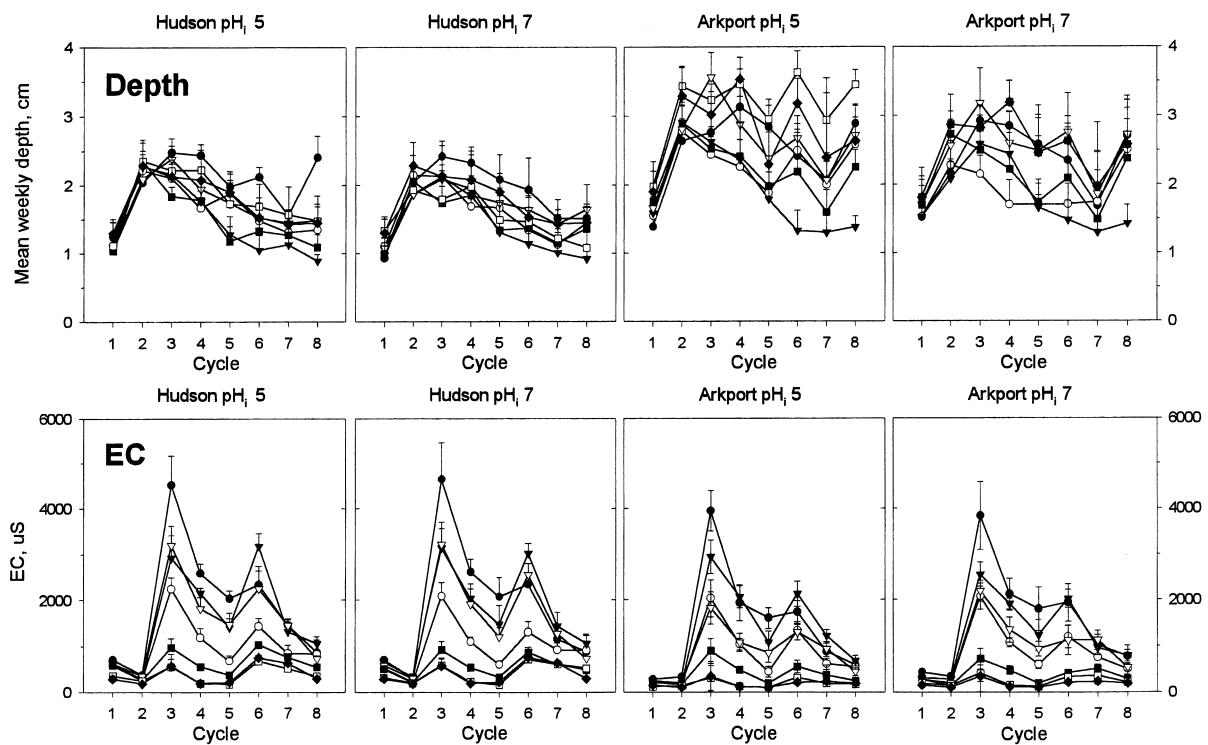 Hudson pHi 5 Hudson pHi 7 Arkport pHi 5 Arkport pHi 7
Depth
Mean weekly depth, cm
4 4
3 3
2 2
1 1
0 0
1 2 3 4 5 6 7 8 1 2 3 4 5 6 7 8 1 2 3 4 5 6 7 8 1 2 3 4 5 6 7 8
Cycle Cycle Cycle Cycle
Hudson pHi 5 Hudson pHi 7 Arkport pHi 5 Arkport pHi 7
EC
EC, uS
6000 6000
4000 4000
2000 2000
0 0
1 2 3 4 5 6 7 8 1 2 3 4 5 6 7 8 1 2 3 4 5 6 7 8 1 2 3 4 5 6 7 8
Cycle Cycle Cycle Cycle